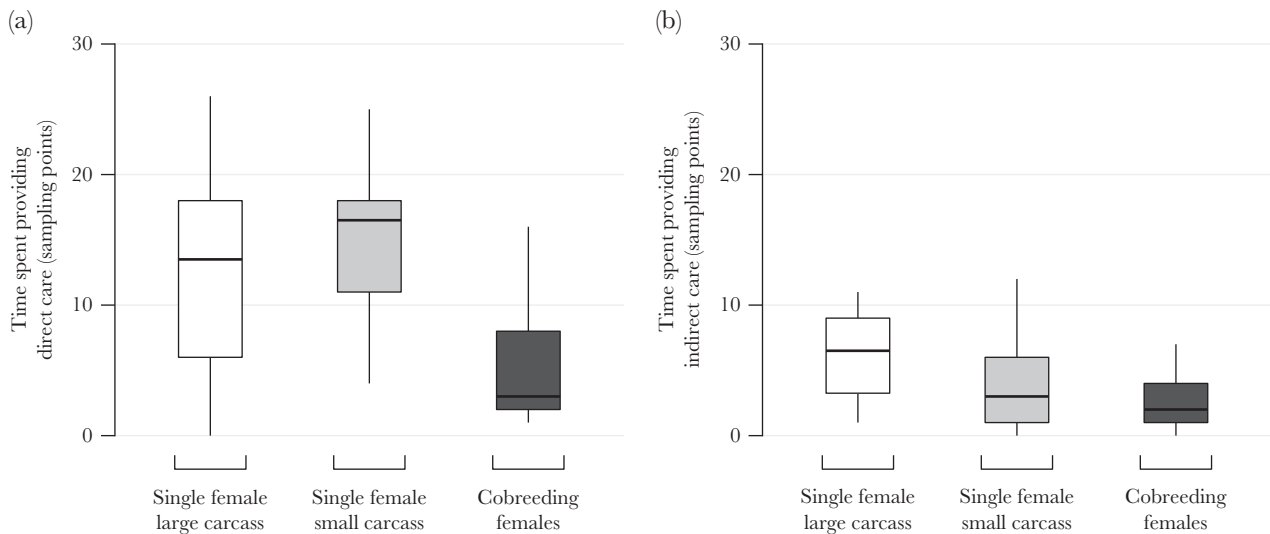 (a)
30
20
10
0
Time spent providing
direct care (sampling points)
Single female
large carcass
Single female
small carcass
Cobreeding
females
(b)
30
20
10
0
Time spent providing
indirect care (sampling points)
Single female
large carcass
Single female
small carcass
Cobreeding
females